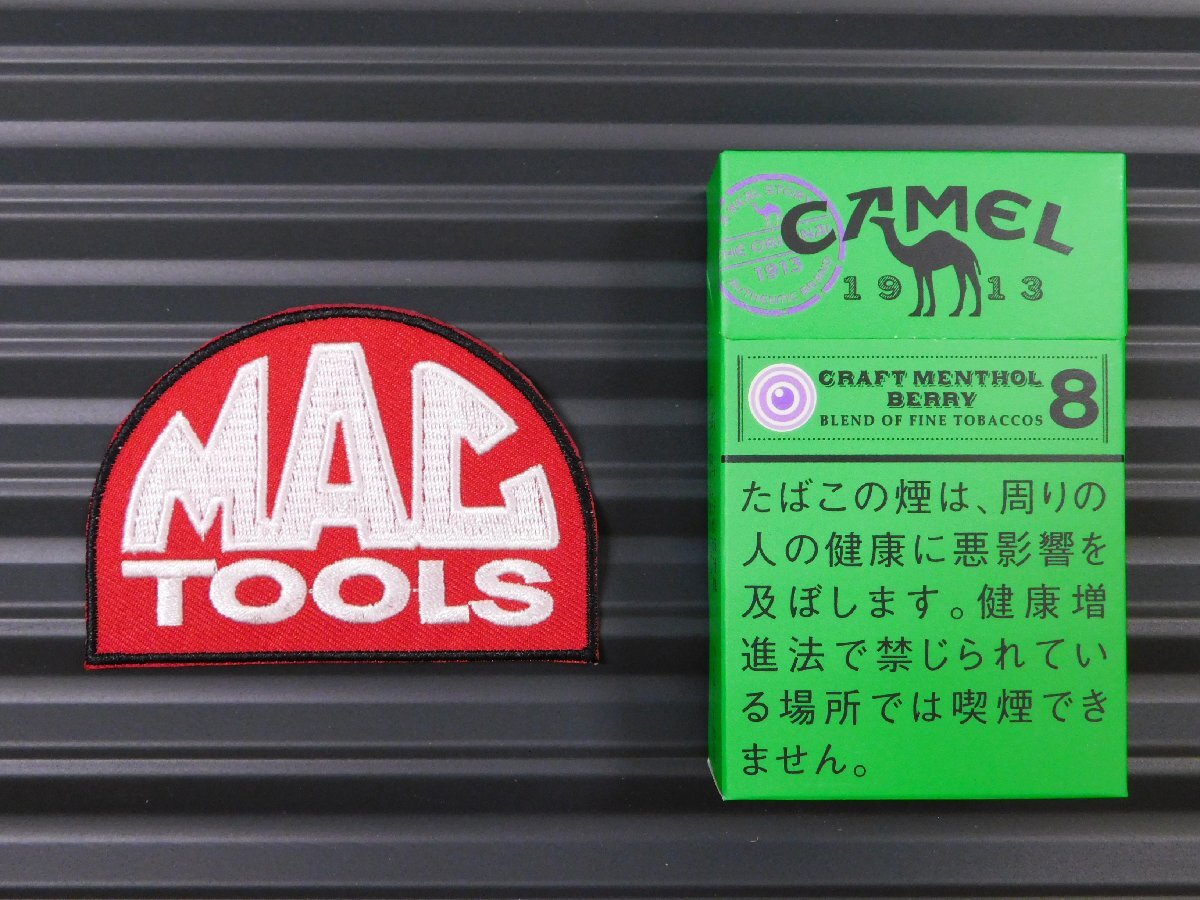 MAC
TOOLS
CAMEL
1913
1913
CRAFT MENTHOL
BERRY
8
BLEND OF FINE TOBACCOS
たばこの煙は、周りの
人の健康に悪影響を
及ぼします。健康増
進法で禁じられてい
る場所では喫煙でき
ません。